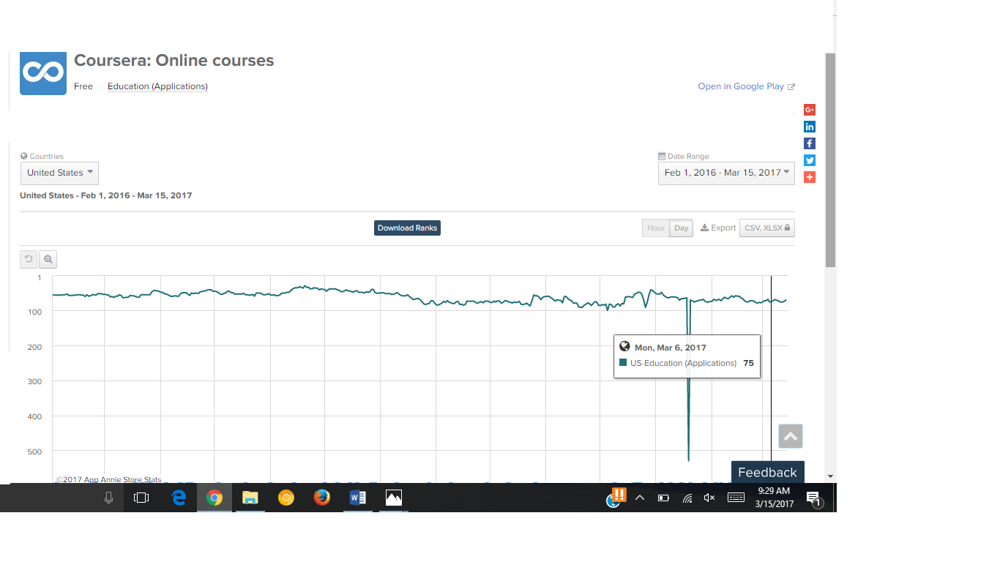 Coursera: Online courses
Free Education (Applications)
Open in Google Play
G+
in
f
Countries
Date Range
United States
Feb 1, 2016 - Mar 15, 2017
United States - Feb 1, 2016 - Mar 15, 2017
Download Ranks
Hour Day Export CSV, XLSX
1
100
200
300
400
500
Mon, Mar 6, 2017
US-Education (Applications) 75
©2017 App Annie Store Stats
Feedback
9:29 AM
3/15/2017
1